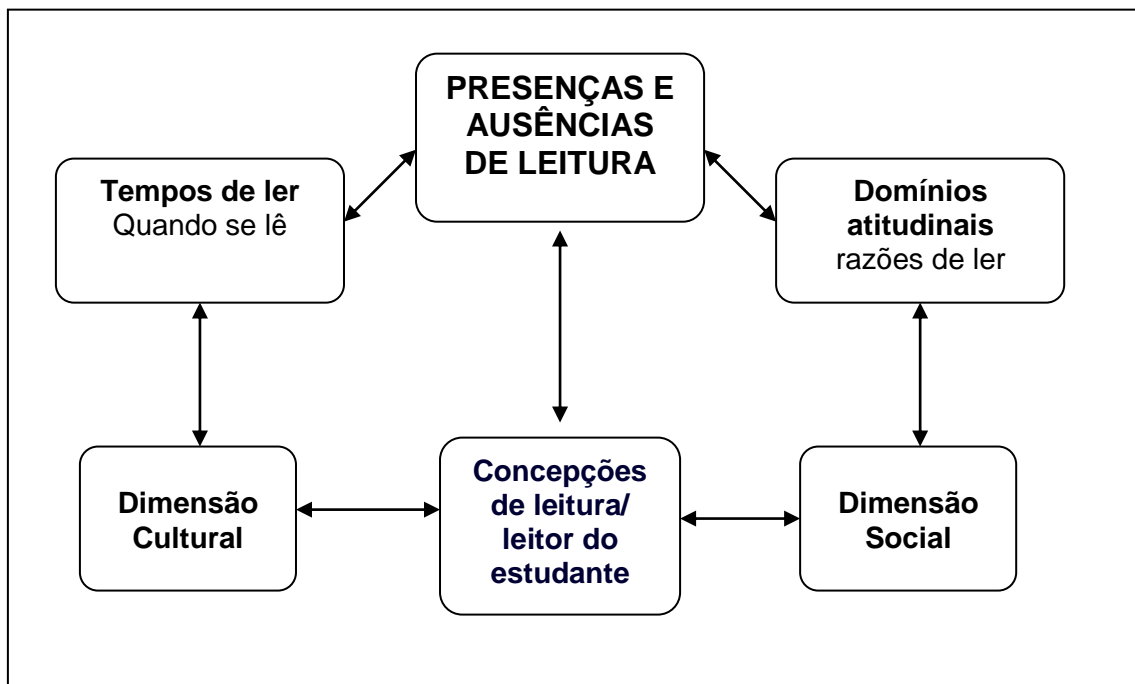 PRESENÇAS E
AUSÊNCIAS
DE LEITURA
Tempos de ler
Quando se lê
Domínios
atitudinais
razões de ler
Dimensão
Cultural
Concepções
de leitura/
leitor do
estudante
Dimensão
Social